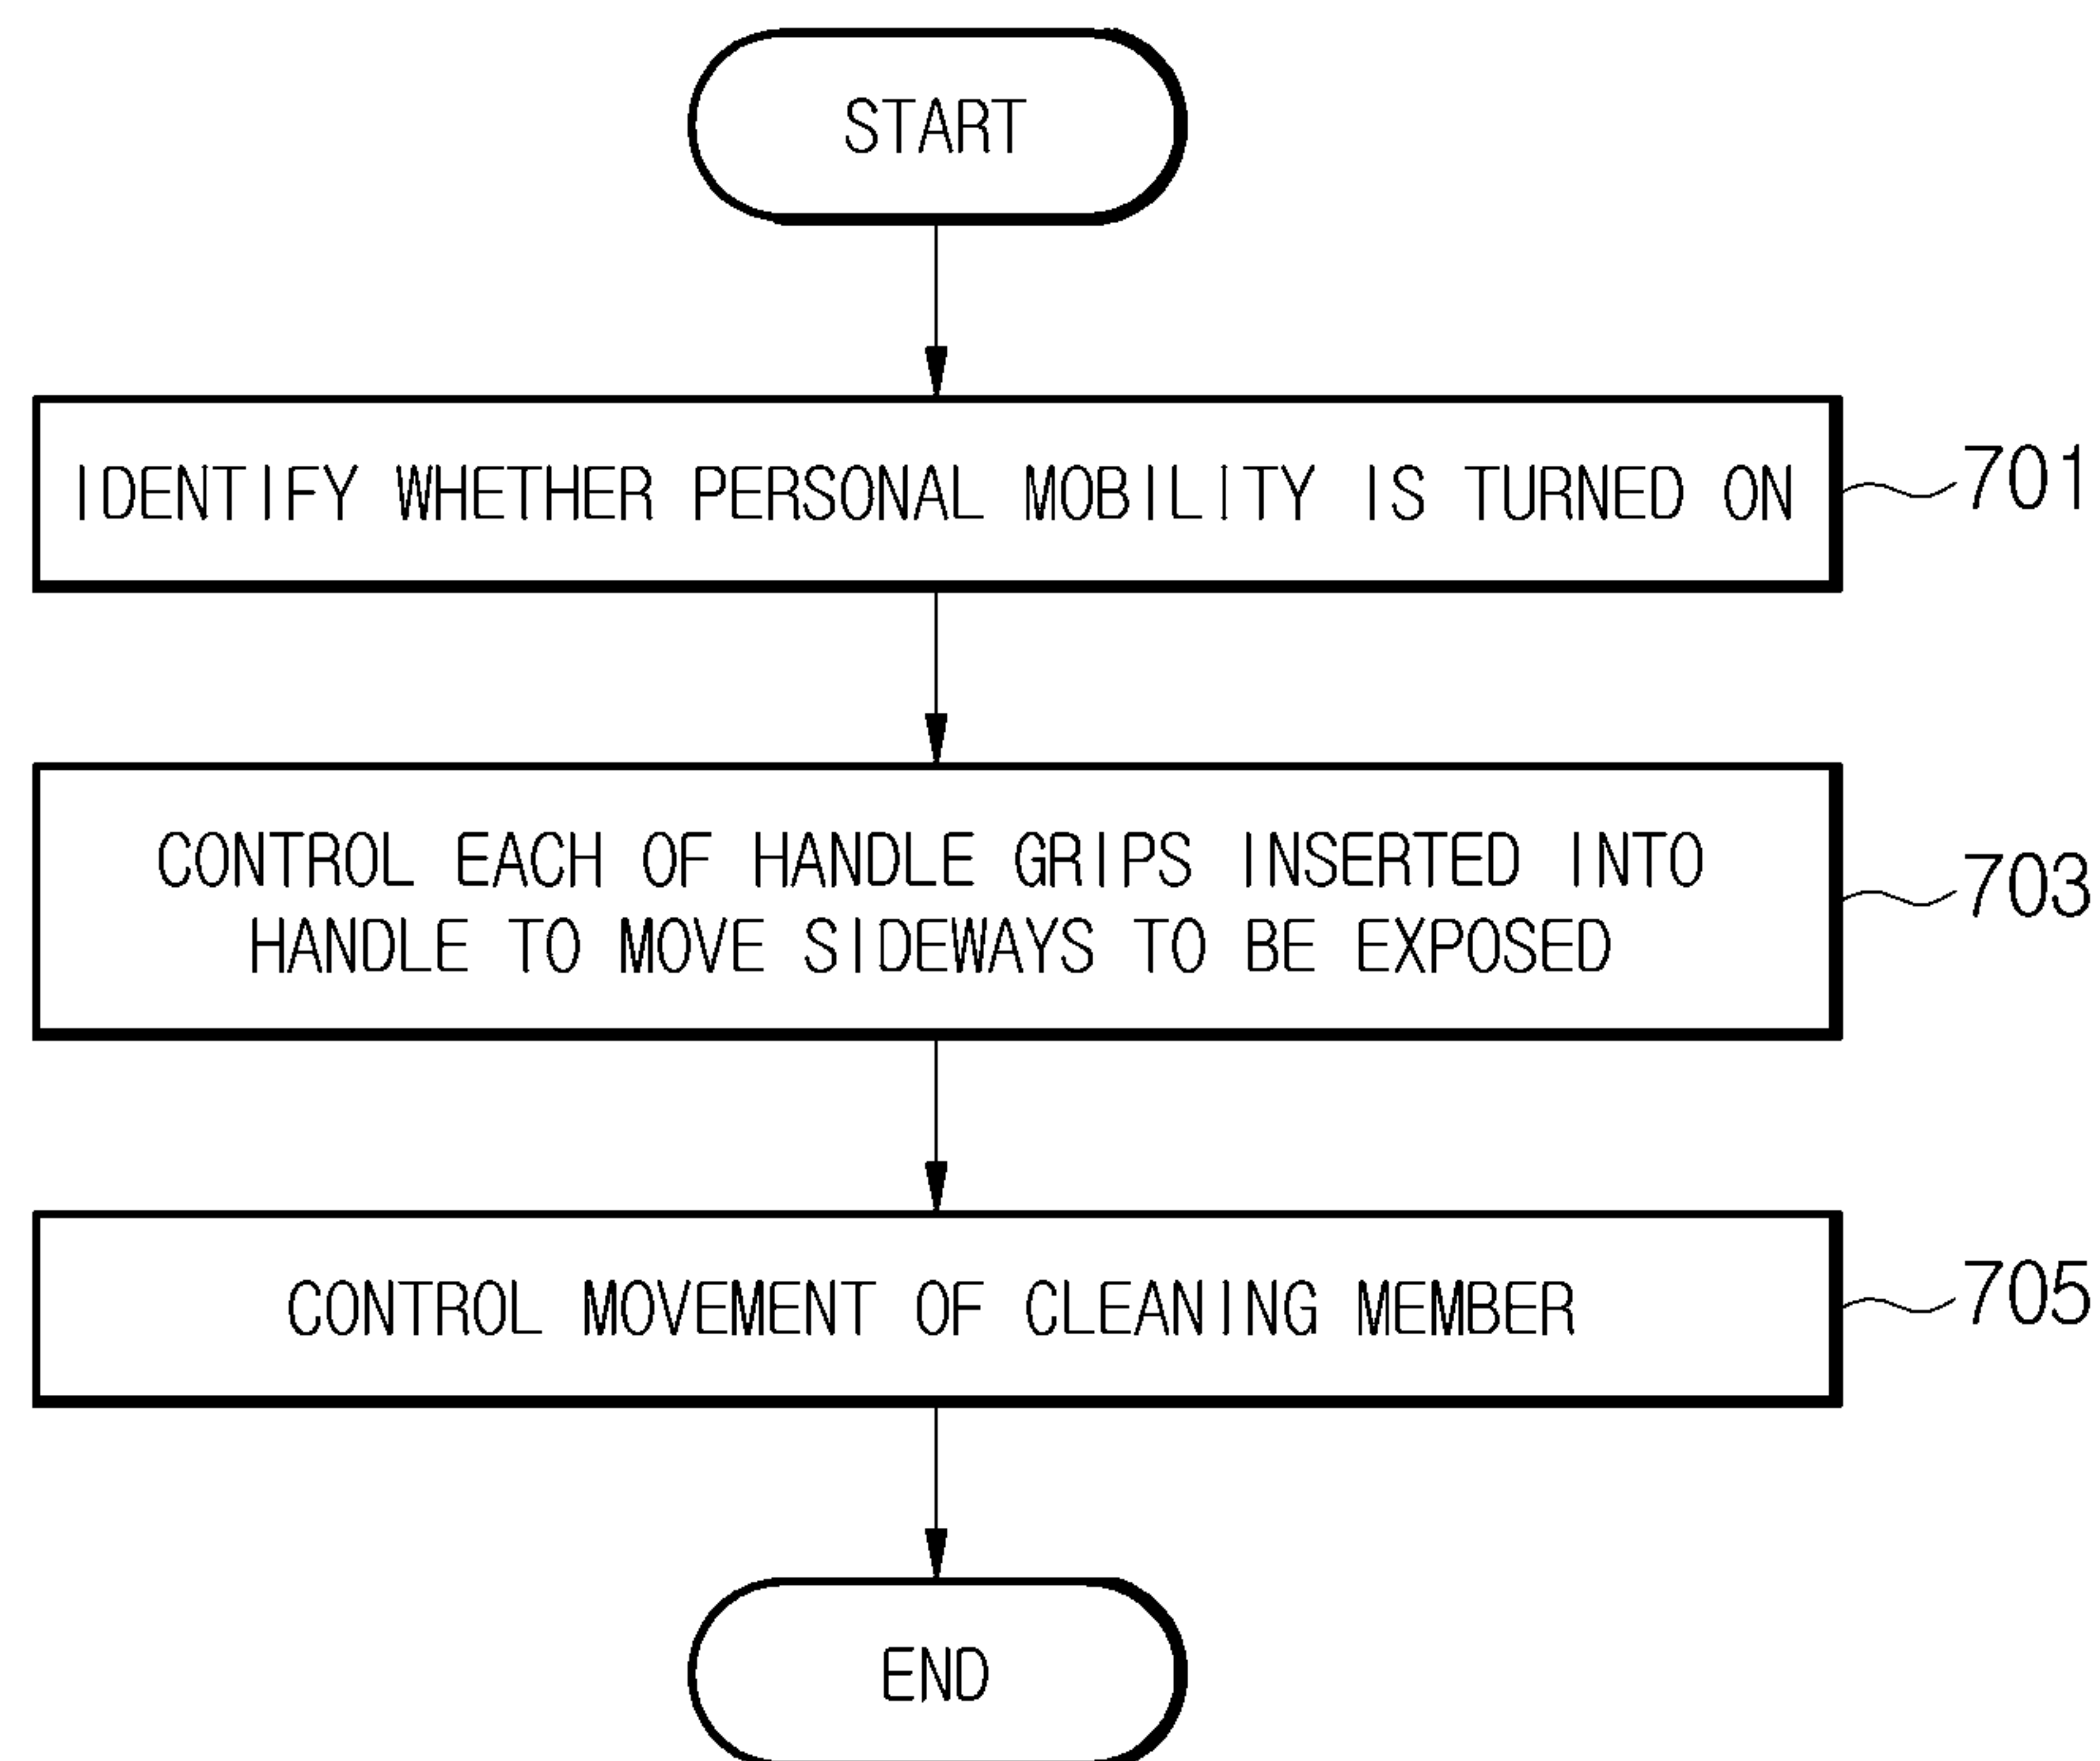 START
IDENTIFY WHETHER PERSONAL MOBILITY IS TURNED ON
701
CONTROL EACH OF HANDLE GRIPS INSERTED INTO
HANDLE TO MOVE SIDEWAYS TO BE EXPOSED
703
CONTROL MOVEMENT OF CLEANING MEMBER
705
END